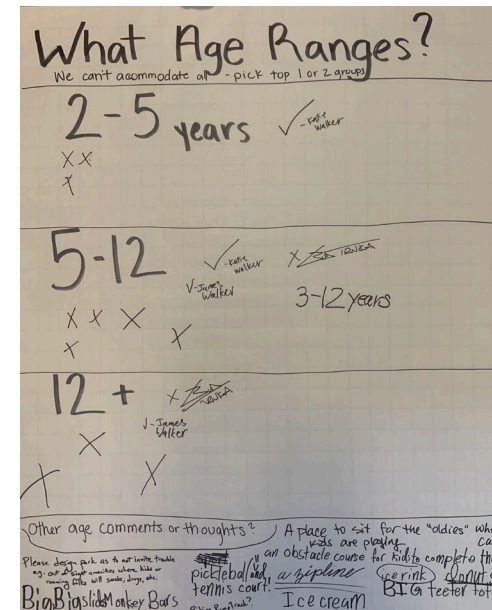 What Age Ranges?
We can't accommodate all - pick top 1 or 2 groups
2-5 years ✓ - Katie Walker
X X
X
5-12 ✓ - Katie Walker X
V - James Walker
3-12 years
X X X
X X
12 + X
V - James Walker
X
X X
Other age comments or thoughts?
A place to sit for the "oldies"
kids are playing
an obstacle course for kids to complete
Please design park as to not invite trouble
pickleball and
tennis court!
a zipline
ice rink
donut
BIG teeter
Big Big slide
Monkey Bars
Ice cream